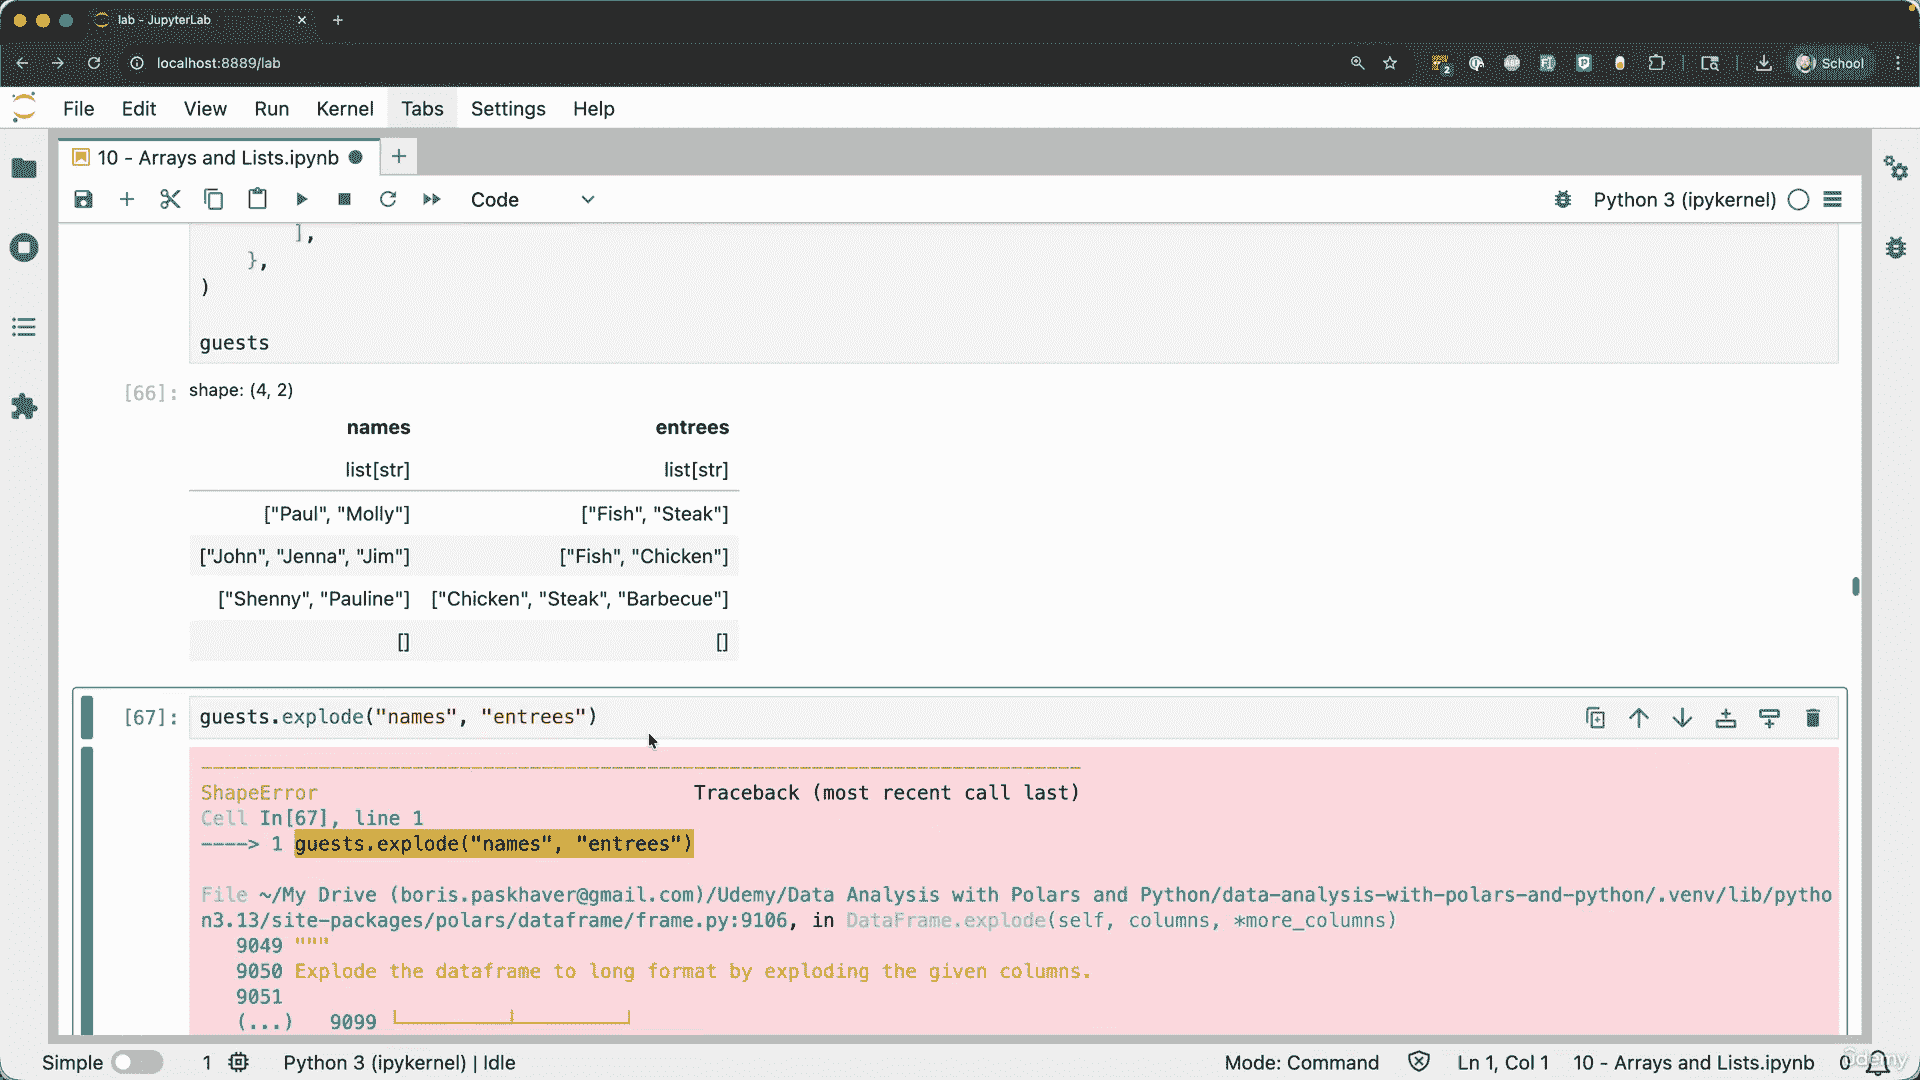 lab - JupyterLab
localhost:8889/lab
2
School
File Edit View Run Kernel Tabs Settings Help
10 - Arrays and Lists.ipynb
Code
Python 3 (ipykernel)
],
},
)
guests
[66]: shape: (4, 2)
names entrees
list[str] list[str]
["Paul", "Molly"] ["Fish", "Steak"]
["John", "Jenna", "Jim"] ["Fish", "Chicken"]
["Shenny", "Pauline"] ["Chicken", "Steak", "Barbecue"]
[] []
[67]: guests.explode("names", "entrees")
---------------------------------------------------------------------------
ShapeError Traceback (most recent call last)
Cell In[67], line 1
----> 1 guests.explode("names", "entrees")
File ~/My Drive (boris.paskhaver@gmail.com)/Udemy/Data Analysis with Polars and Python/data-analysis-with-polars-and-python/.venv/lib/pytho
n3.13/site-packages/polars/dataframe/frame.py:9106, in DataFrame.explode(self, columns, *more_columns)
9049 """
9050 Explode the dataframe to long format by exploding the given columns.
9051
(...) 9099 └─────────┴─────────┘
Simple 1 Python 3 (ipykernel) | Idle Mode: Command Ln 1, Col 1 10 - Arrays and Lists.ipynb 0
Udemy